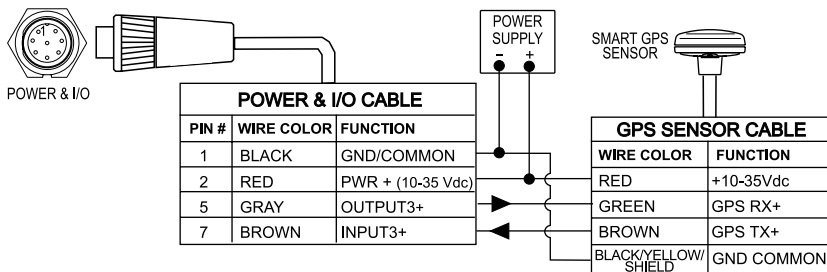 1
POWER & I/O
POWER
SUPPLY
- +
SMART GPS
SENSOR
POWER & I/O CABLE
PIN # WIRE COLOR FUNCTION
1 BLACK GND/COMMON
2 RED PWR + (10-35 Vdc)
5 GRAY OUTPUT3+
7 BROWN INPUT3+
GPS SENSOR CABLE
WIRE COLOR FUNCTION
RED +10-35Vdc
GREEN GPS RX+
BROWN GPS TX+
BLACK/YELLOW/
SHIELD GND COMMON